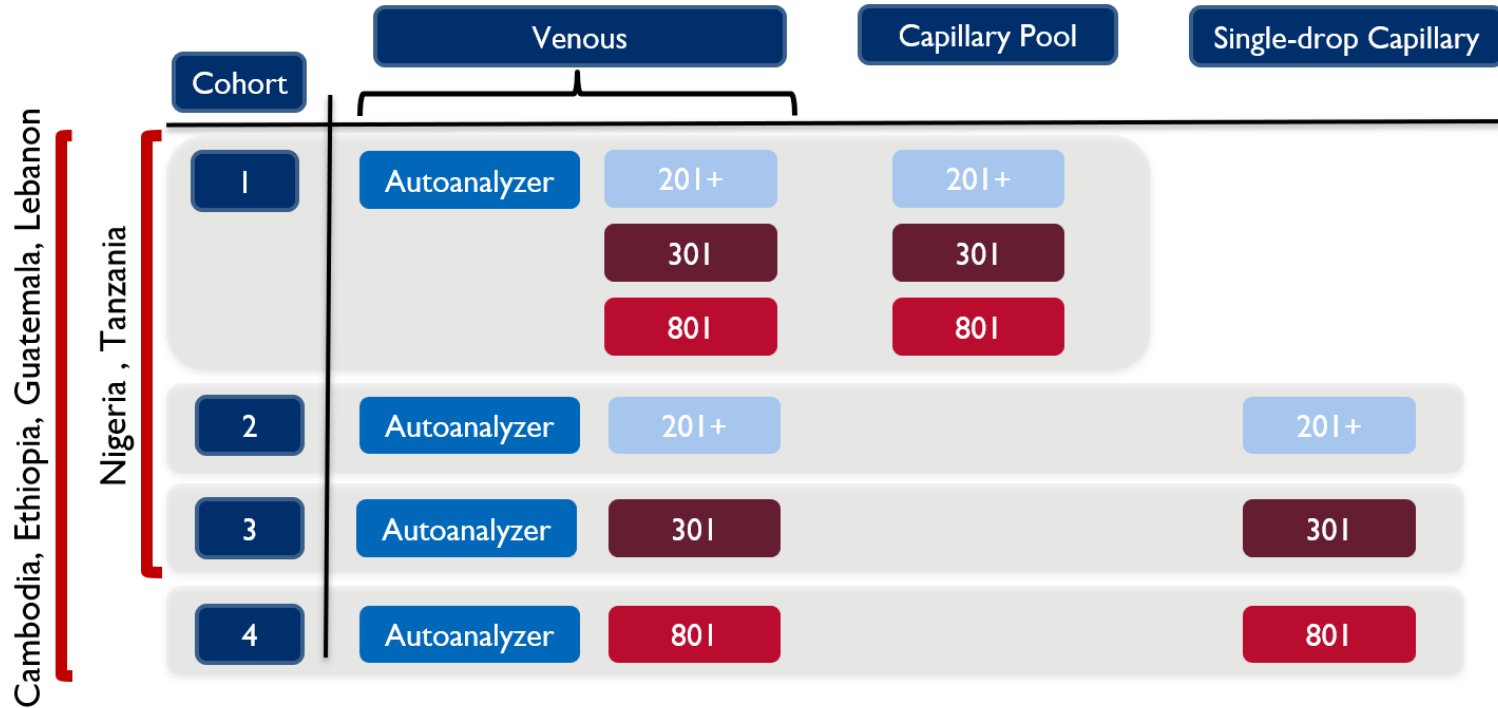 Venous
Capillary Pool
Single-drop Capillary
Cohort
Cambodia, Ethiopia, Guatemala, Lebanon
Nigeria , Tanzania
1 Autoanalyzer 201+ 201+
301 301
801 801
2 Autoanalyzer 201+ 201+
3 Autoanalyzer 301 301
4 Autoanalyzer 801 801